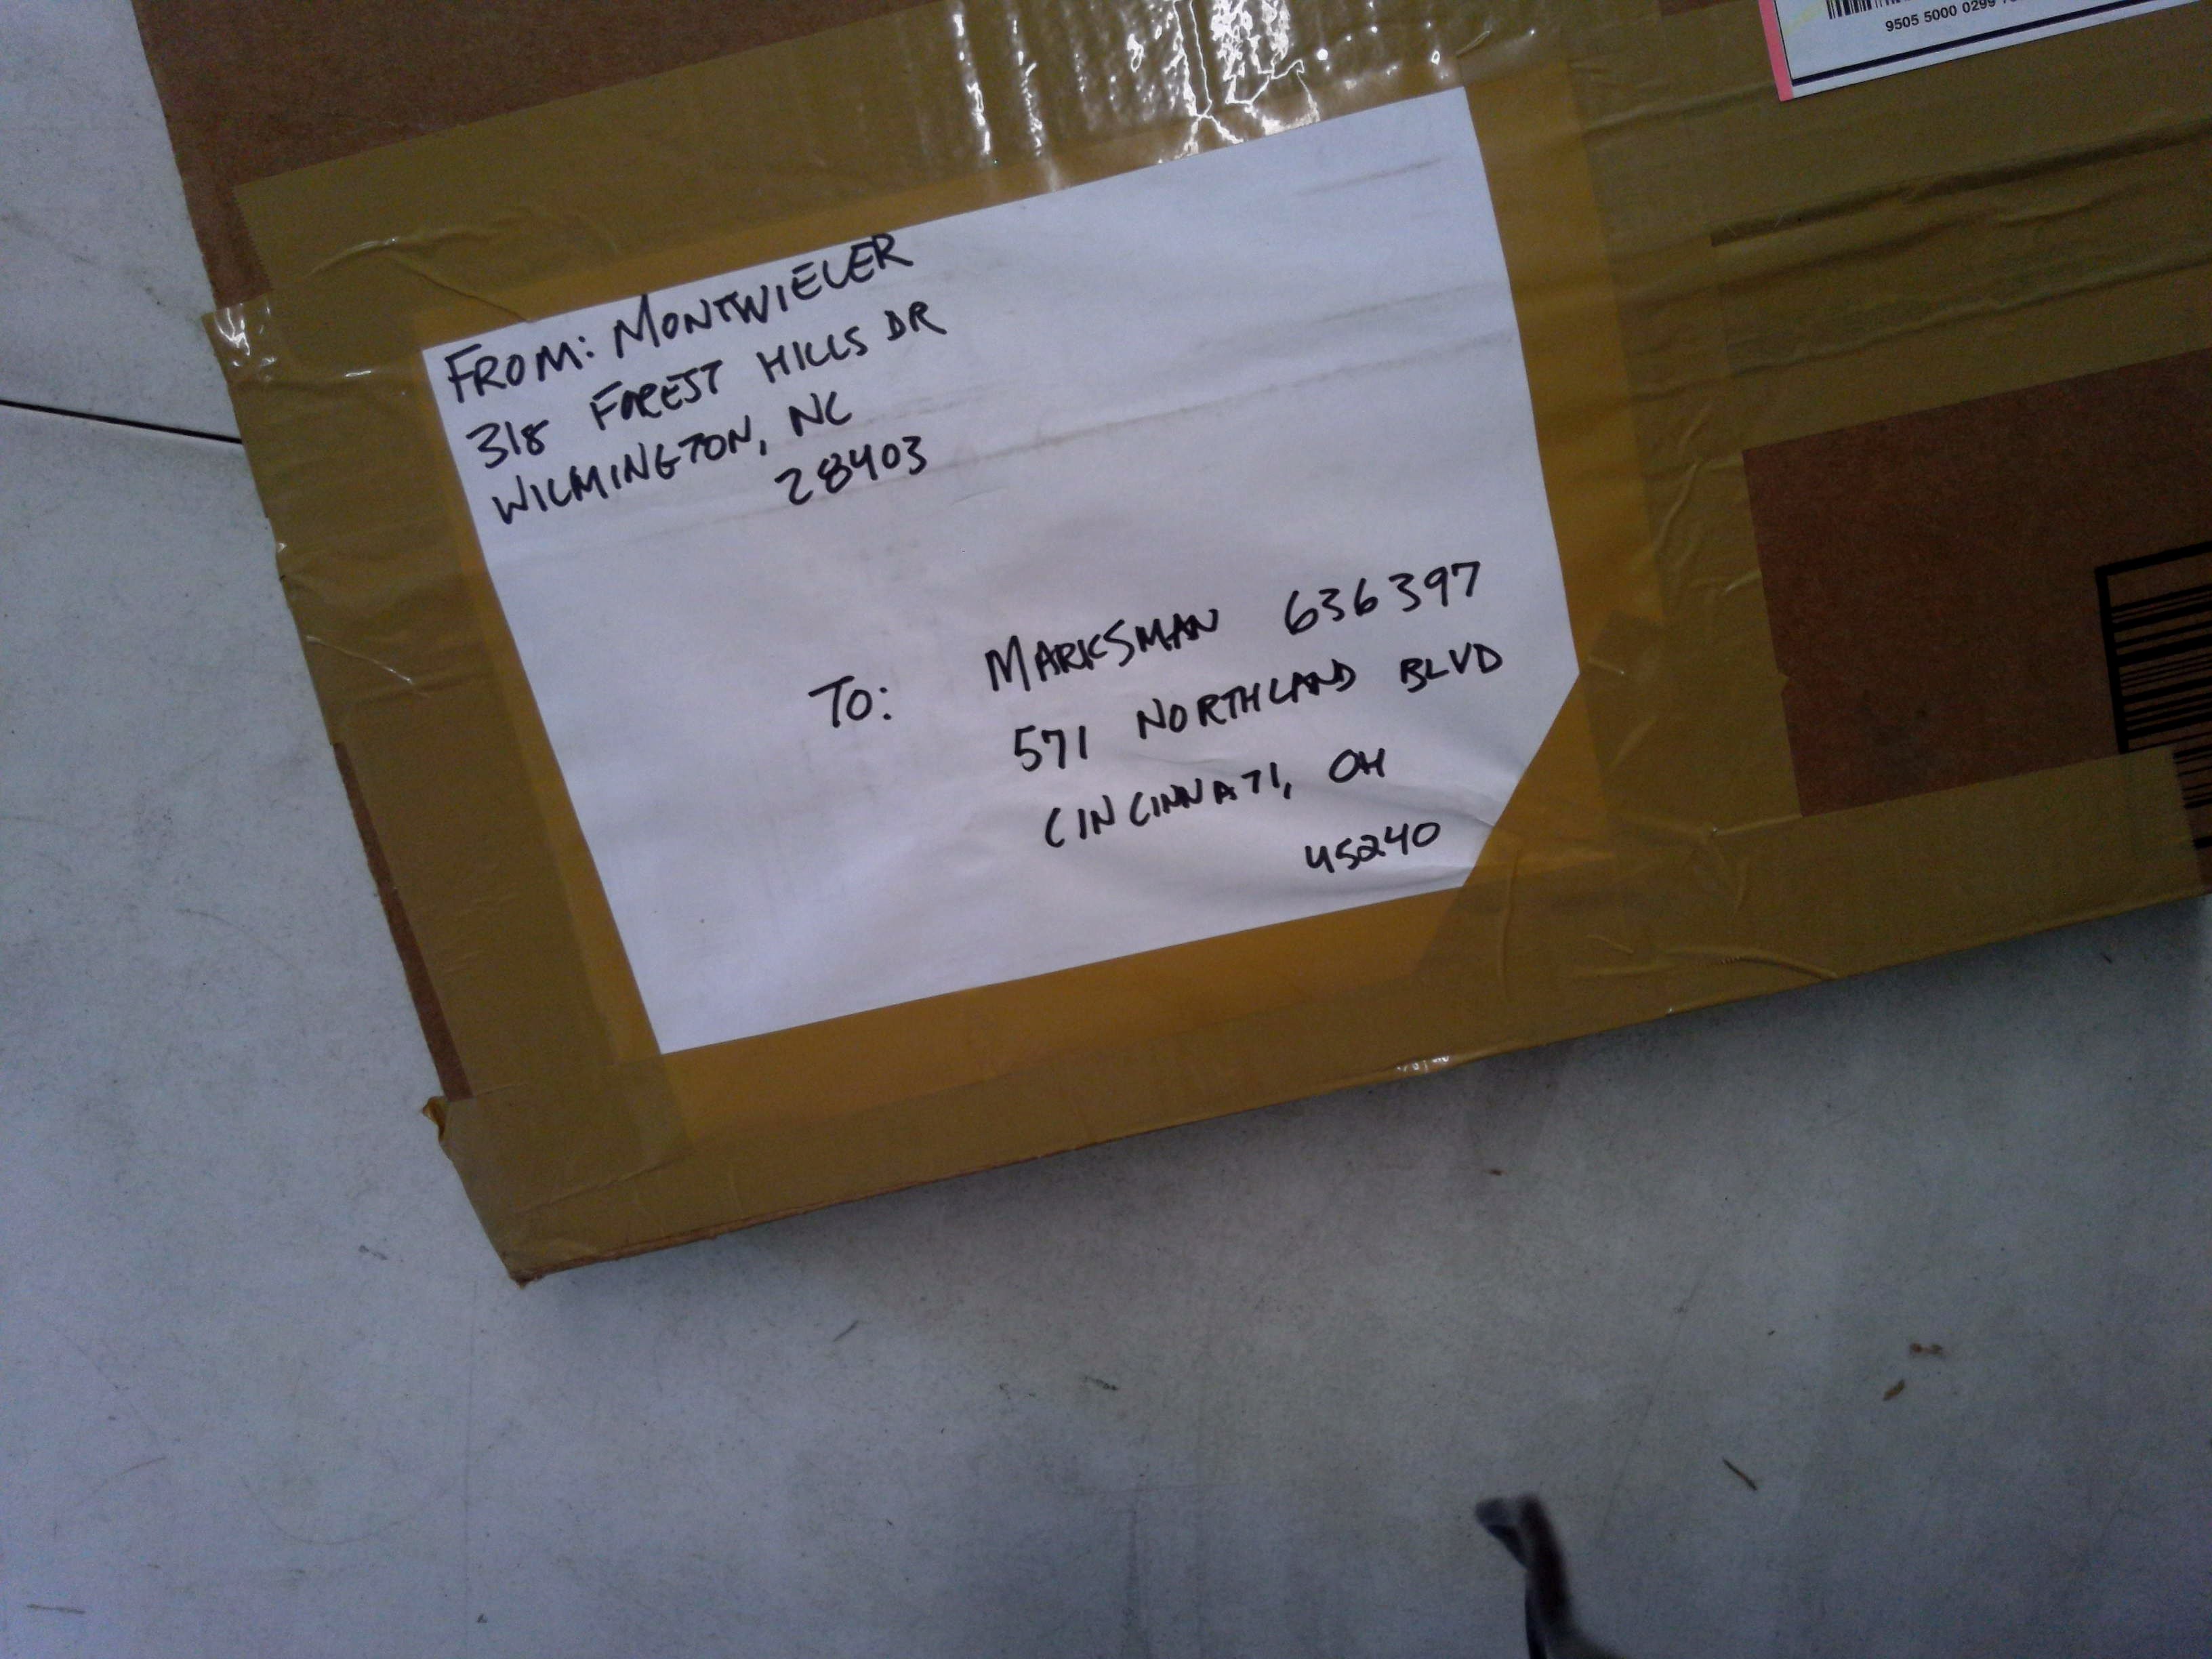 9505 5000 0299
FROM: MONTWIELER
318 FOREST HILLS DR
WILMINGTON, NC
28403
TO: MARKSMAN 636397
571 NORTHLAND BLVD
CINCINNATI, OH
45240